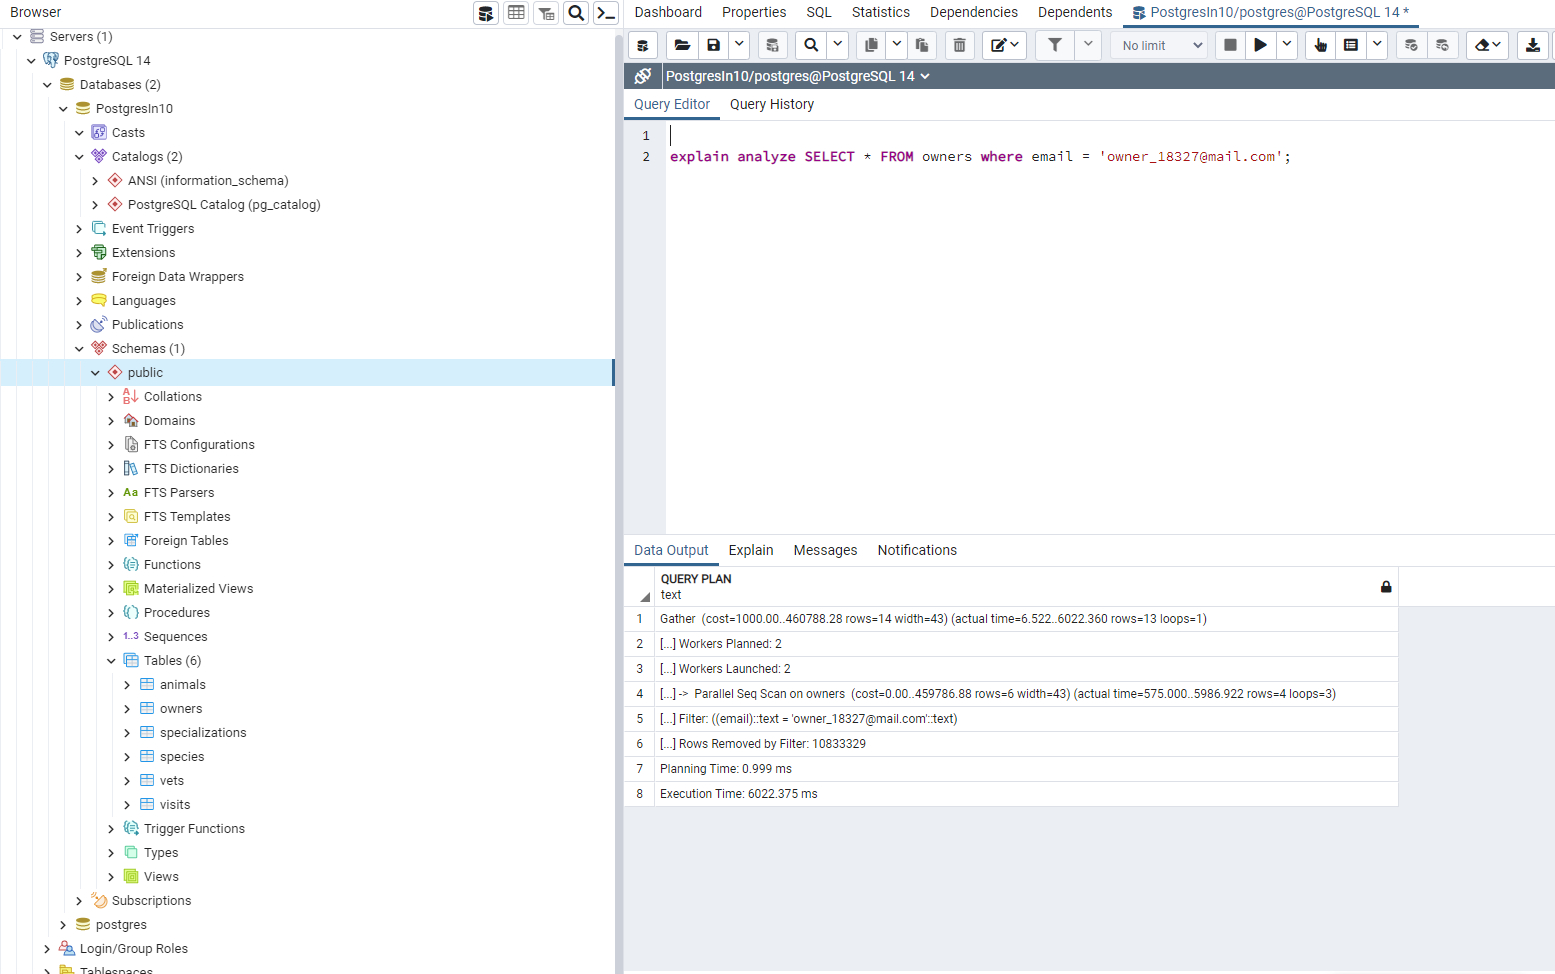 Browser
Servers (1)
PostgreSQL 14
Databases (2)
PostgresIn10
Casts
Catalogs (2)
ANSI (information_schema)
PostgreSQL Catalog (pg_catalog)
Event Triggers
Extensions
Foreign Data Wrappers
Languages
Publications
Schemas (1)
public
Collations
Domains
FTS Configurations
FTS Dictionaries
Aa FTS Parsers
FTS Templates
Foreign Tables
Functions
Materialized Views
Procedures
1..3 Sequences
Tables (6)
animals
owners
specializations
species
vets
visits
Trigger Functions
Types
Views
Subscriptions
postgres
Login/Group Roles
Tablespaces
Dashboard Properties SQL Statistics Dependencies Dependents PostgresIn10/postgres@PostgreSQL 14 *
No limit
PostgresIn10/postgres@PostgreSQL 14
Query Editor Query History
1
2 explain analyze SELECT * FROM owners where email = 'owner_18327@mail.com';
Data Output Explain Messages Notifications
QUERY PLAN
text
1 Gather (cost=1000.00..460788.28 rows=14 width=43) (actual time=6.522..6022.360 rows=13 loops=1)
2 [...] Workers Planned: 2
3 [...] Workers Launched: 2
4 [...] -> Parallel Seq Scan on owners (cost=0.00..459786.88 rows=6 width=43) (actual time=575.000..5986.922 rows=4 loops=3)
5 [...] Filter: ((email)::text = 'owner_18327@mail.com'::text)
6 [...] Rows Removed by Filter: 10833329
7 Planning Time: 0.999 ms
8 Execution Time: 6022.375 ms